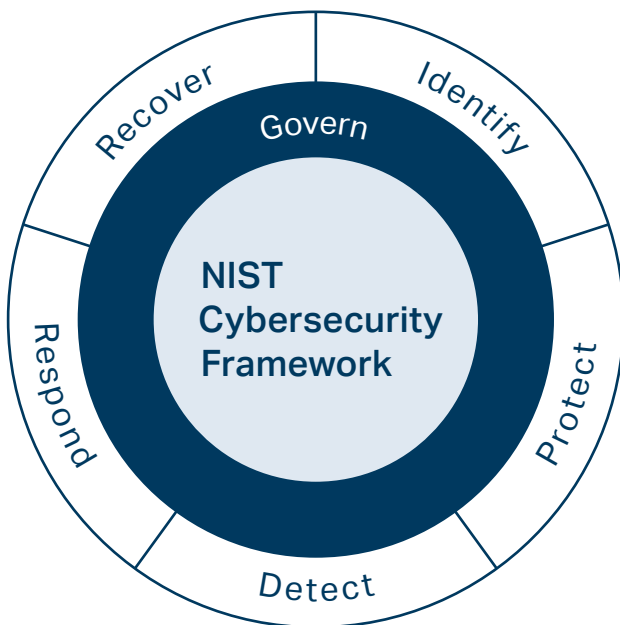 Identify
Protect
Detect
Respond
Recover
Govern
NIST
Cybersecurity
Framework